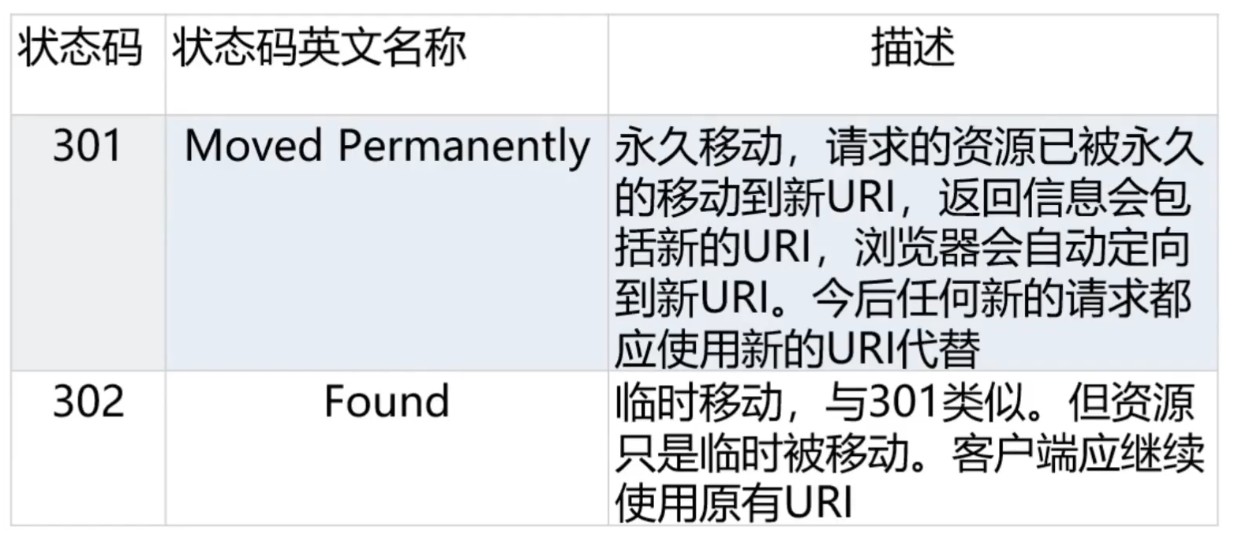 状态码 状态码英文名称 描述
301 Moved Permanently 永久移动，请求的资源已被永久
的移动到新URI，返回信息会包
括新的URI，浏览器会自动定向
到新URI。今后任何新的请求都
应使用新的URI代替
302 Found 临时移动，与301类似。但资源
只是临时被移动。客户端应继续
使用原有URI